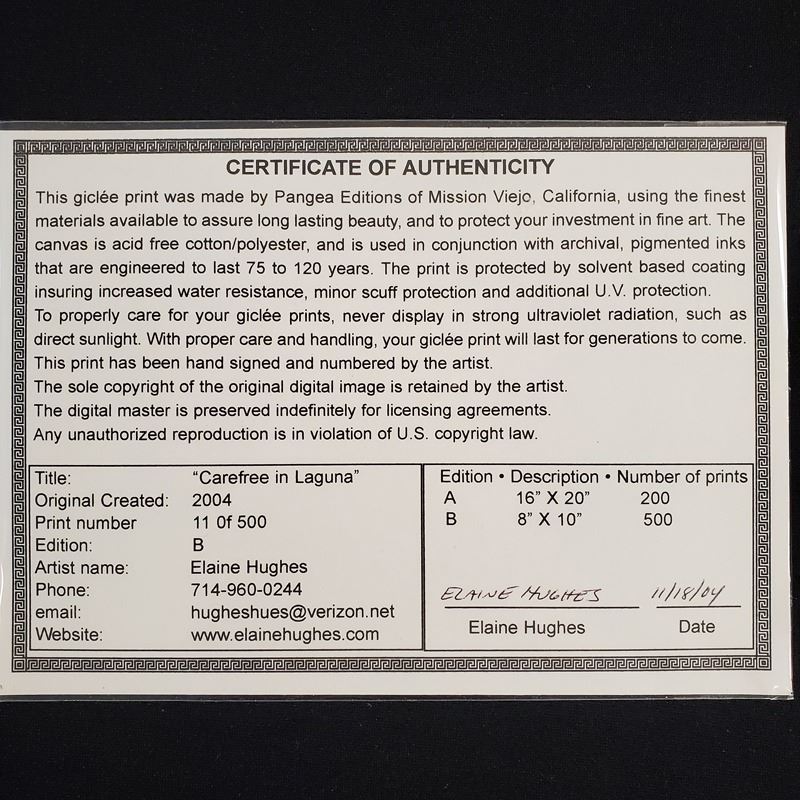 CERTIFICATE OF AUTHENTICITY
This giclée print was made by Pangea Editions of Mission Viejo, California, using the finest
materials available to assure long lasting beauty, and to protect your investment in fine art. The
canvas is acid free cotton/polyester, and is used in conjunction with archival, pigmented inks
that are engineered to last 75 to 120 years. The print is protected by solvent based coating
insuring increased water resistance, minor scuff protection and additional U.V. protection.
To properly care for your giclée prints, never display in strong ultraviolet radiation, such as
direct sunlight. With proper care and handling, your giclée print will last for generations to come.
This print has been hand signed and numbered by the artist.
The sole copyright of the original digital image is retained by the artist.
The digital master is preserved indefinitely for licensing agreements.
Any unauthorized reproduction is in violation of U.S. copyright law.
Title: “Carefree in Laguna”
Original Created: 2004
Print number 11 0f 500
Edition: B
Artist name: Elaine Hughes
Phone: 714-960-0244
email: hugheshues@verizon.net
Website: www.elainehughes.com
Edition • Description • Number of prints
A 16” X 20” 200
B 8” X 10” 500
ELAINE HUGHES 11/18/04
Elaine Hughes Date